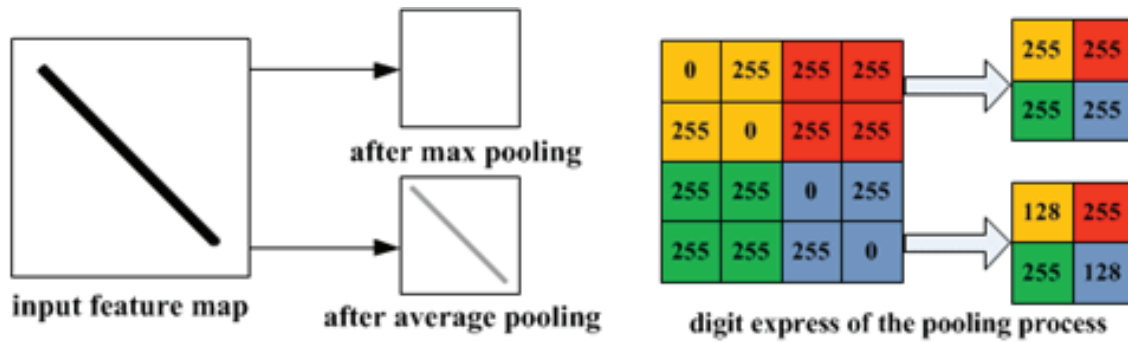 after max pooling
input feature map
after average pooling
0 255 255 255
255 0 255 255
255 255 0 255
255 255 255 0
255 255
255 255
128 255
255 128
digit express of the pooling process